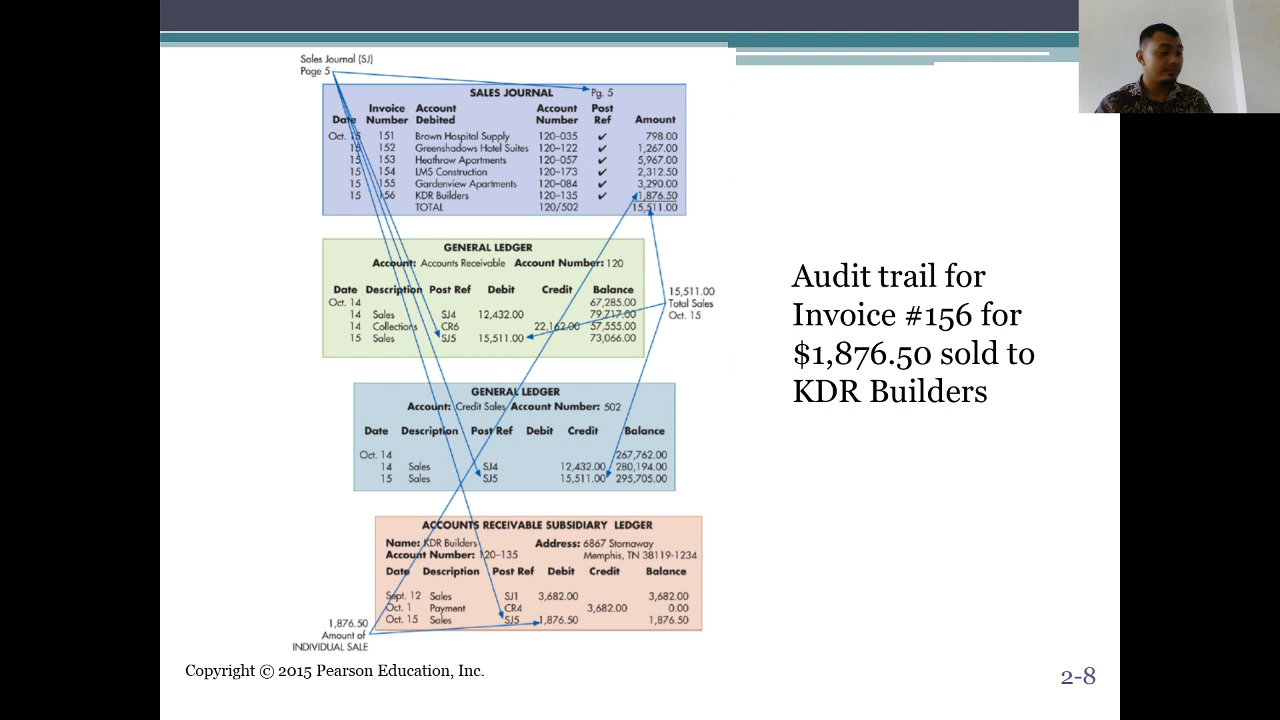 Sales Journal (SJ)
Page 5
SALES JOURNAL Pg. 5
Invoice Account Account Post
Date Number Debited Number Ref Amount
Oct. 15 151 Brown Hospital Supply 120-035 ✔ 798.00
15 152 Greenshadows Hotel Suites 120-122 ✔ 1,267.00
15 153 Heathrow Apartments 120-057 ✔ 5,967.00
15 154 LMS Construction 120-173 ✔ 2,312.50
15 155 Gardenview Apartments 120-084 ✔ 3,290.00
15 156 KDR Builders 120-135 ✔ 1,876.50
TOTAL 120/502 15,511.00
GENERAL LEDGER
Account: Accounts Receivable Account Number: 120
Date Description Post Ref Debit Credit Balance
Oct. 14 67,285.00
14 Sales SJ4 12,432.00 79,717.00
14 Collections CR6 22,162.00 57,555.00
15 Sales SJ5 15,511.00 73,066.00
15,511.00
Total Sales
Oct. 15
GENERAL LEDGER
Account: Credit Sales Account Number: 502
Date Description Post Ref Debit Credit Balance
Oct. 14 267,762.00
14 Sales SJ4 12,432.00 280,194.00
15 Sales SJ5 15,511.00 295,705.00
ACCOUNTS RECEIVABLE SUBSIDIARY LEDGER
Name: KDR Builders Address: 6867 Stornaway
Account Number: 120-135 Memphis, TN 38119-1234
Date Description Post Ref Debit Credit Balance
Sept. 12 Sales SJ1 3,682.00 3,682.00
Oct. 1 Payment CR4 3,682.00 0.00
Oct. 15 Sales SJ5 1,876.50 1,876.50
1,876.50
Amount of
INDIVIDUAL SALE
Audit trail for
Invoice #156 for
$1,876.50 sold to
KDR Builders
Copyright © 2015 Pearson Education, Inc.
2-8